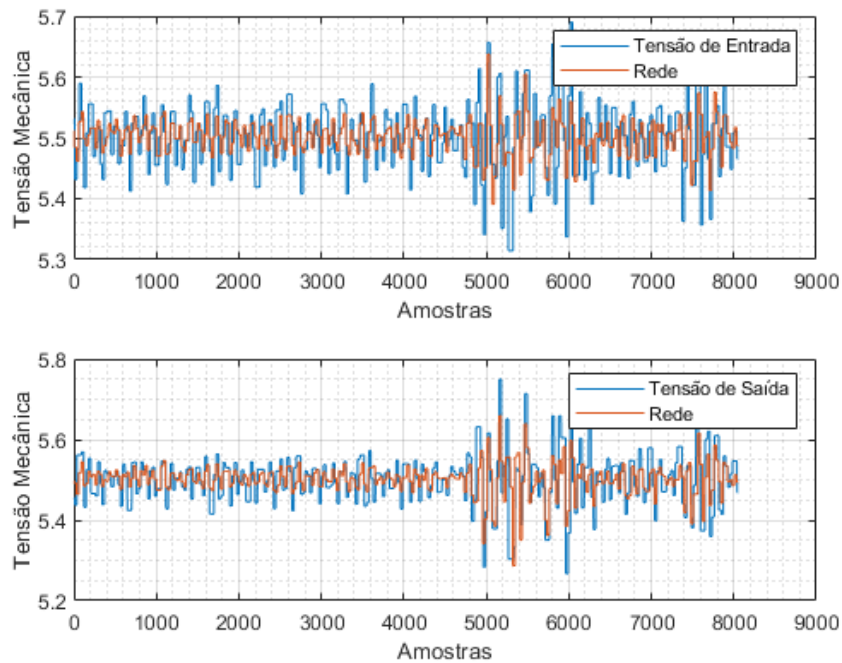 5.7
5.6
5.5
5.4
5.3
Tensão Mecânica
Tensão de Entrada
Rede
0 1000 2000 3000 4000 5000 6000 7000 8000 9000
Amostras
5.8
5.6
5.4
5.2
Tensão Mecânica
Tensão de Saída
Rede
0 1000 2000 3000 4000 5000 6000 7000 8000 9000
Amostras